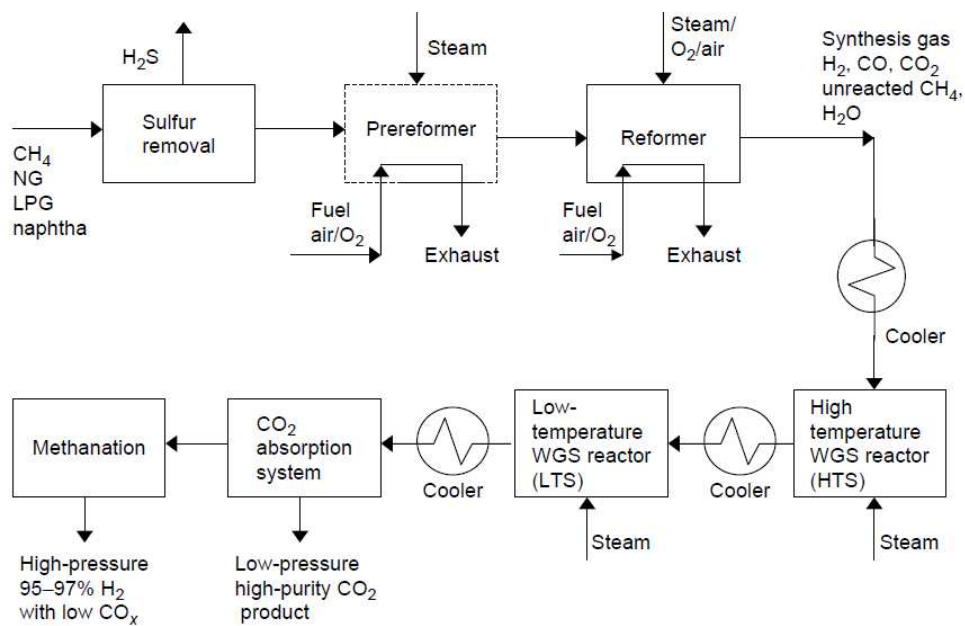 H2S
Steam
Steam/
O2/air
Synthesis gas
H2, CO, CO2
unreacted CH4,
H2O
Sulfur
removal
Prereformer
Reformer
CH4
NG
LPG
naphtha
Fuel
air/O2
Exhaust
Fuel
air/O2
Exhaust
Cooler
Methanation
CO2
absorption
system
Cooler
Low-
temperature
WGS reactor
(LTS)
Cooler
High
temperature
WGS reactor
(HTS)
Steam
Steam
High-pressure
95–97% H2
with low COx
Low-pressure
high-purity CO2
product